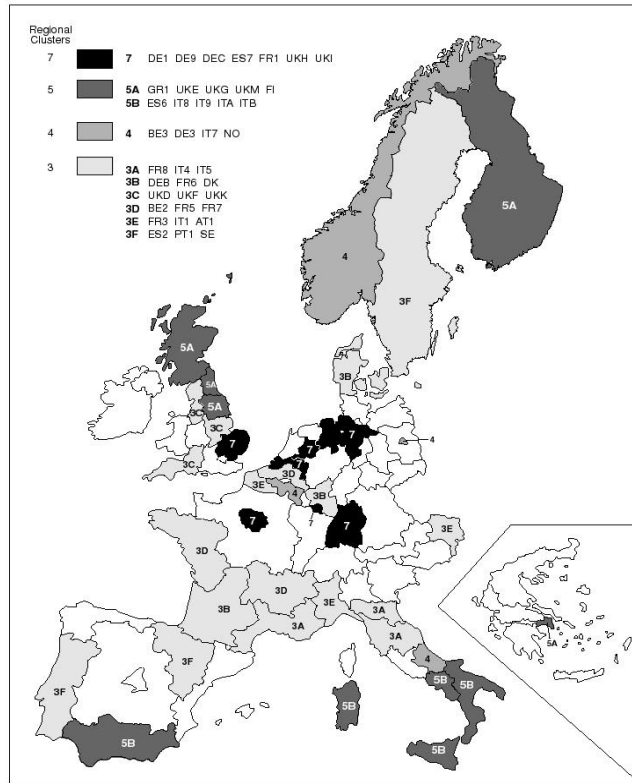 Regional
Clusters
7 7 DE1 DE9 DEC ES7 FR1 UKH UKI
5 5A GR1 UKE UKG UKM FI
5B ES6 IT8 IT9 ITA ITB
4 4 BE3 DE3 IT7 NO
3 3A FR8 IT4 IT5
3B DEB FR6 DK
3C UKD UKF UKK
3D BE2 FR5 FR7
3E FR3 IT1 AT1
3F ES2 PT1 SE
5A
4
3F
5A
3B
5A
3C
5A
3C
7
7
7
4
7
3C
3D
3E
4
3B
7
7
7
3E
3D
3D
3E
3B
3A
3A
3A
5A
3F
3F
4
5B
5B
5B
5B
5B